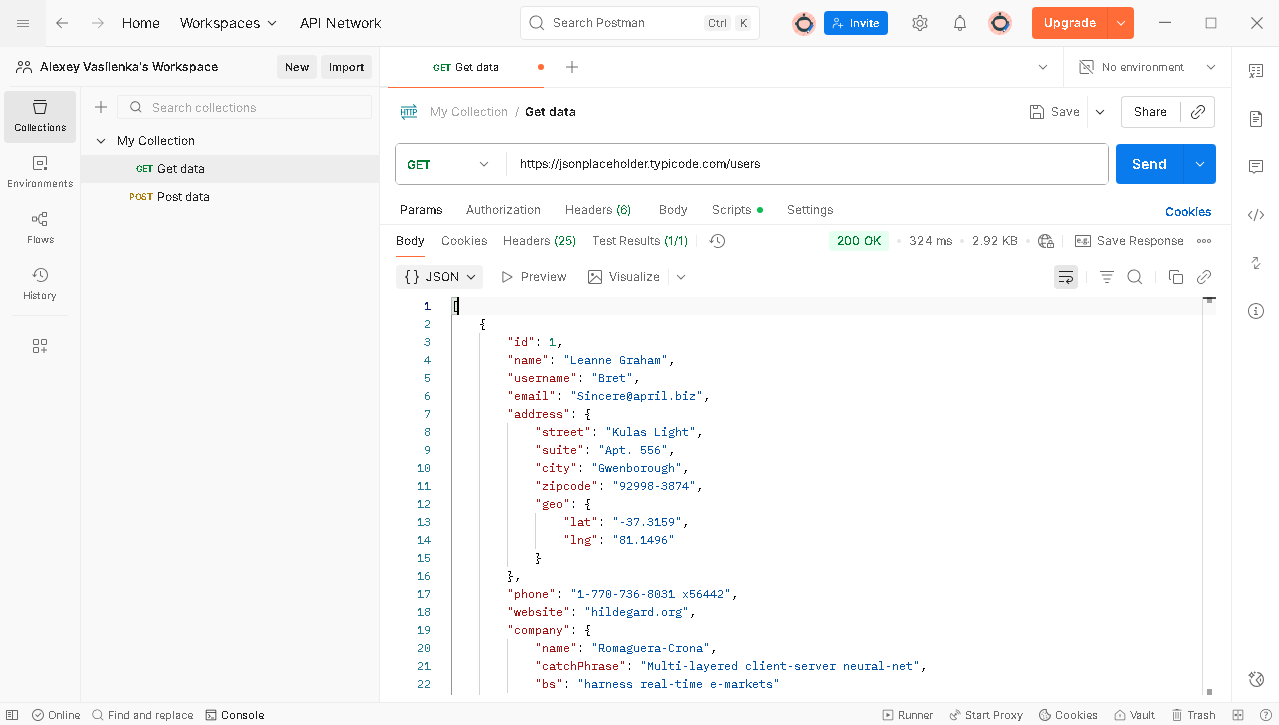 Home Workspaces API Network Search Postman Ctrl K Invite Upgrade
Alexey Vasilenka's Workspace New Import GET Get data No environment
Search collections
Collections
Environments
Flows
History
My Collection
GET Get data
POST Post data
HTTP My Collection / Get data Save Share
GET https://jsonplaceholder.typicode.com/users Send
Params Authorization Headers (6) Body Scripts Settings Cookies
Body Cookies Headers (25) Test Results (1/1) 200 OK 324 ms 2.92 KB e.g. Save Response
{} JSON Preview Visualize
1 [
2 {
3 "id": 1,
4 "name": "Leanne Graham",
5 "username": "Bret",
6 "email": "Sincere@april.biz",
7 "address": {
8 "street": "Kulas Light",
9 "suite": "Apt. 556",
10 "city": "Gwenborough",
11 "zipcode": "92998-3874",
12 "geo": {
13 "lat": "-37.3159",
14 "lng": "81.1496"
15 }
16 },
17 "phone": "1-770-736-8031 x56442",
18 "website": "hildegard.org",
19 "company": {
20 "name": "Romaguera-Crona",
21 "catchPhrase": "Multi-layered client-server neural-net",
22 "bs": "harness real-time e-markets"
Online Find and replace Console Runner Start Proxy Cookies Vault Trash